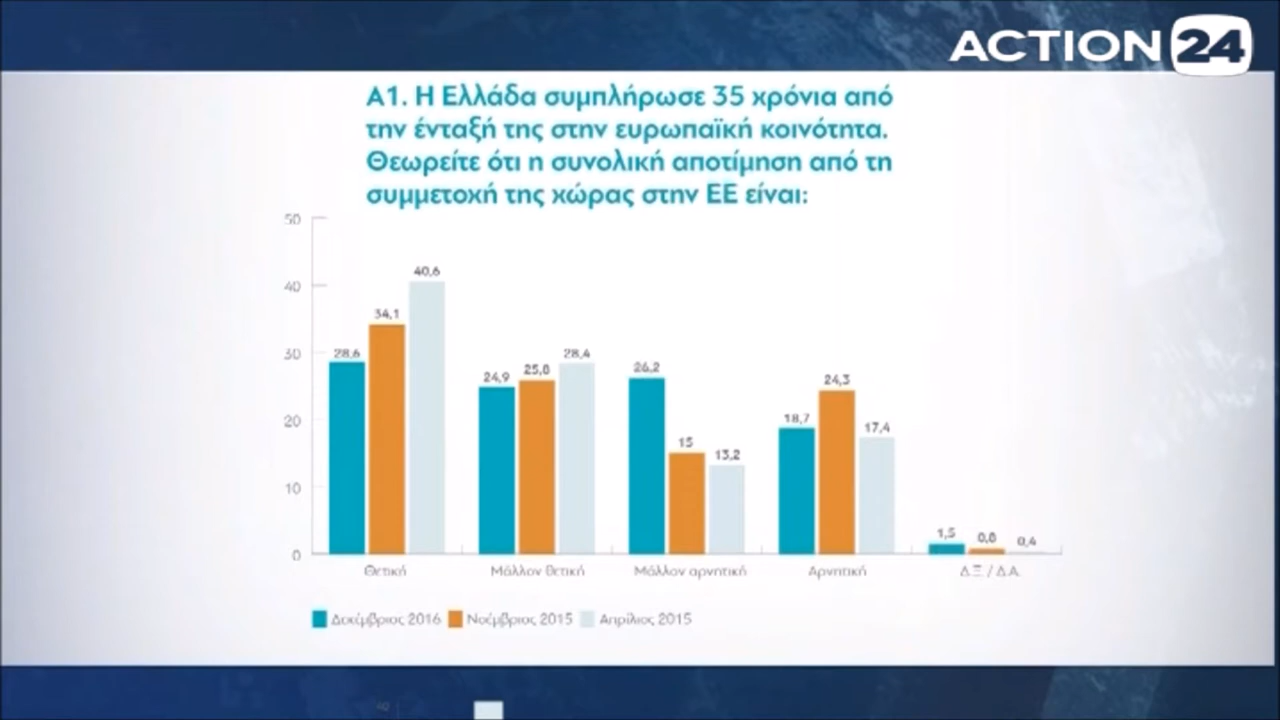 ACTION 24
Α1. Η Ελλάδα συμπλήρωσε 35 χρόνια από
την ένταξή της στην ευρωπαϊκή κοινότητα.
Θεωρείτε ότι η συνολική αποτίμηση από τη
συμμετοχή της χώρας στην ΕΕ είναι:
50
40
30
20
10
0
28,6
34,1
40,6
24,9
25,8
28,4
26,2
15
13,2
18,7
24,3
17,4
1,5
0,8
0,4
Θετική
Μάλλον θετική
Μάλλον αρνητική
Αρνητική
Δ.Ξ. / Δ.Α.
Δεκέμβριος 2016 Νοέμβριος 2015 Απρίλιος 2015
40